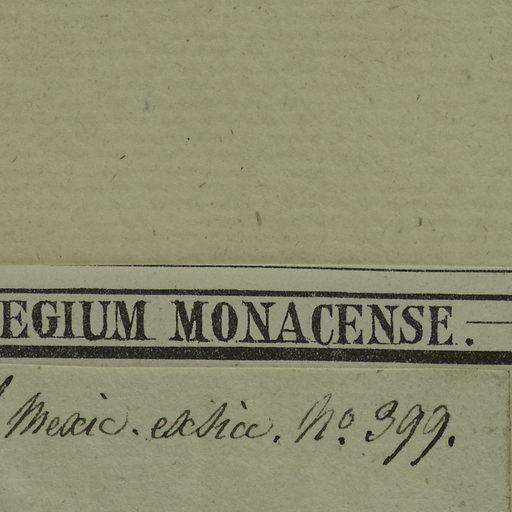 EGIUM MONACENSE.
Mexic. exsicc. No. 399.